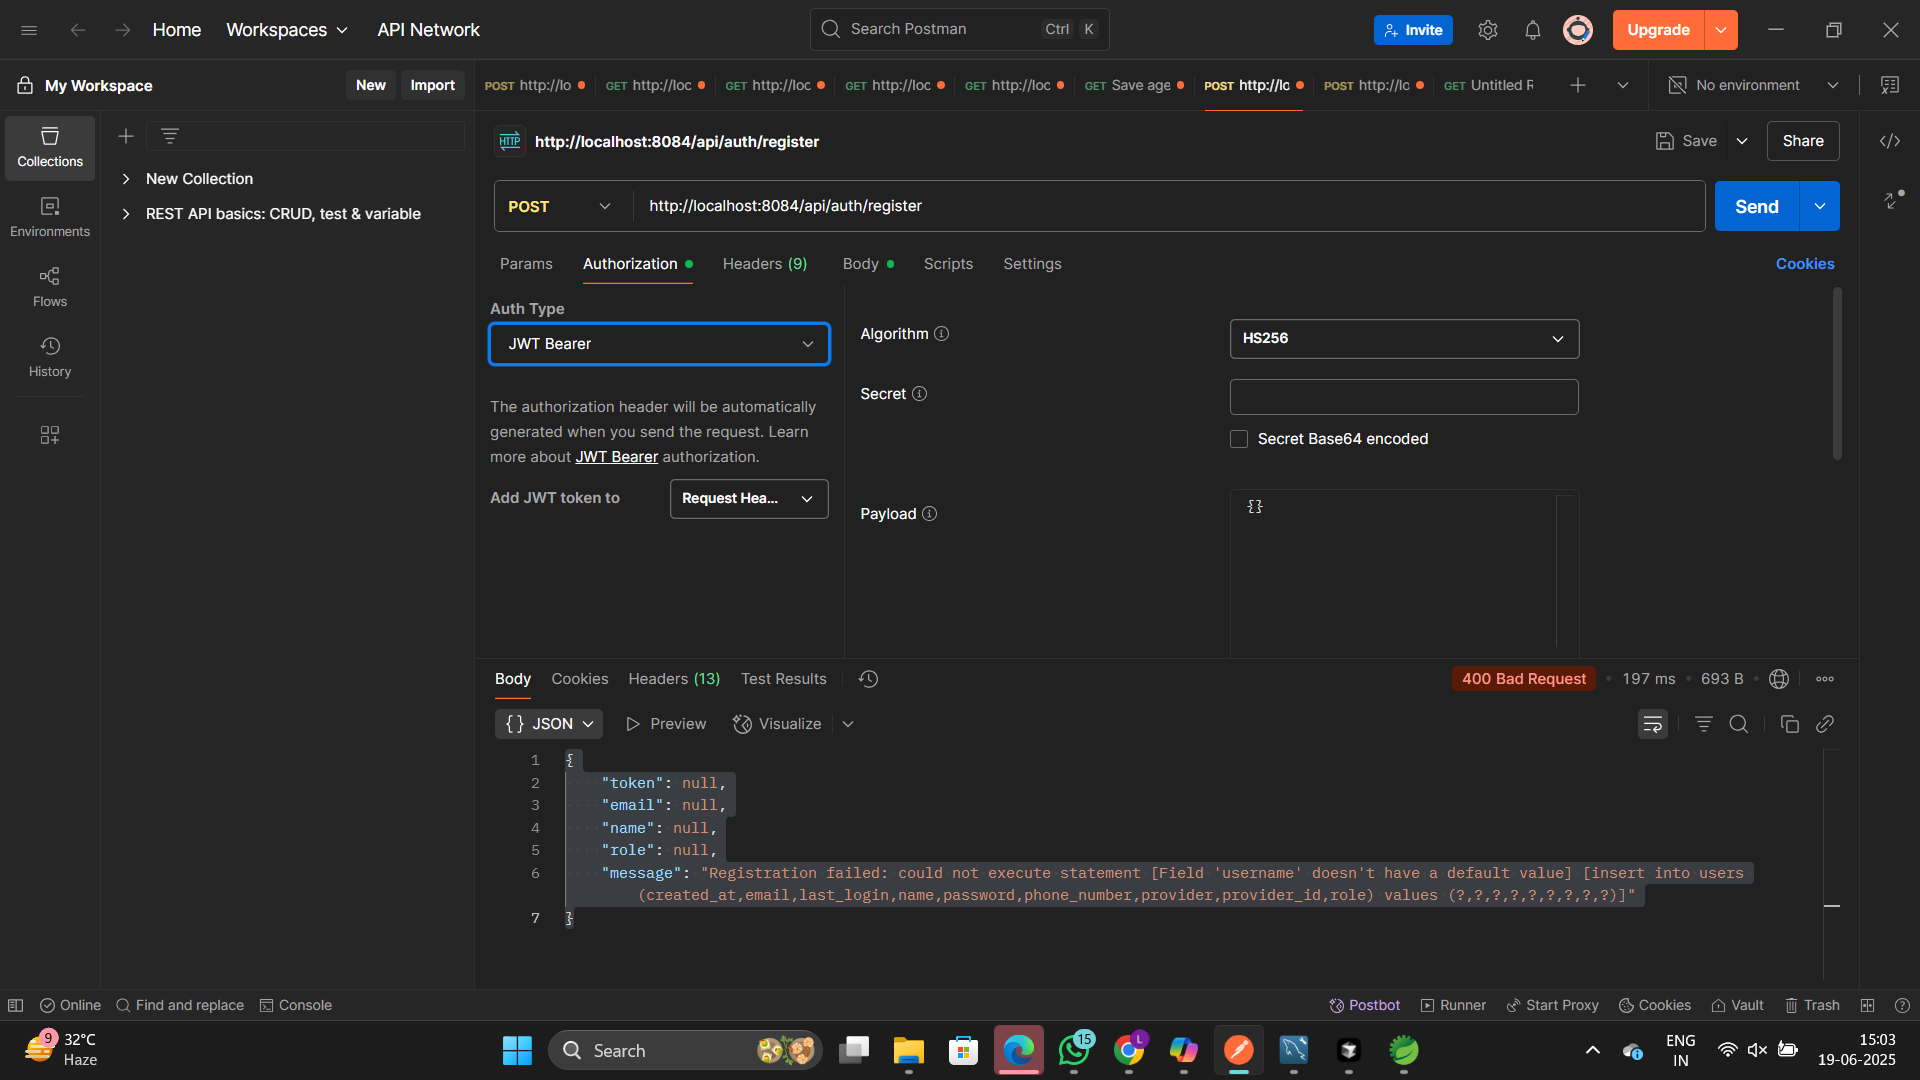 Home
Workspaces
API Network
Search Postman
Ctrl K
Invite
Upgrade
My Workspace
New
Import
POST http://lo
GET http://loc
GET http://loc
GET http://loc
GET http://loc
GET Save age
POST http://lo
POST http://lo
GET Untitled R
No environment
Collections
Environments
Flows
History
New Collection
REST API basics: CRUD, test & variable
HTTP http://localhost:8084/api/auth/register
Save
Share
POST
http://localhost:8084/api/auth/register
Send
Params
Authorization
Headers (9)
Body
Scripts
Settings
Cookies
Auth Type
JWT Bearer
The authorization header will be automatically
generated when you send the request. Learn
more about JWT Bearer authorization.
Add JWT token to
Request Hea...
Algorithm
HS256
Secret
Secret Base64 encoded
Payload
{}
Body
Cookies
Headers (13)
Test Results
400 Bad Request
197 ms
693 B
{} JSON
Preview
Visualize
1 {
2 "token": null,
3 "email": null,
4 "name": null,
5 "role": null,
6 "message": "Registration failed: could not execute statement [Field 'username' doesn't have a default value] [insert into users
(created_at,email,last_login,name,password,phone_number,provider,provider_id,role) values (?,?,?,?,?,?,?,?,?)]"
7 }
Online
Find and replace
Console
Postbot
Runner
Start Proxy
Cookies
Vault
Trash
9
32°C
Haze
Search
15
L
ENG
IN
15:03
19-06-2025